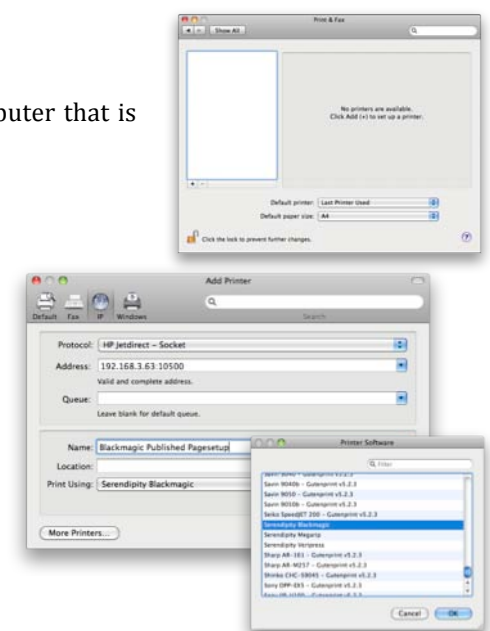 Print & Fax
Show All
puter that is
No printers are available.
Click Add (+) to set up a printer.
+ −
Default printer: Last Printer Used
Default paper size: A4
Click the lock to prevent further changes.
?
Add Printer
Default Fax IP Windows Search
Protocol: HP Jetdirect – Socket
Address: 192.168.3.63:10500
Valid and complete address.
Queue:
Leave blank for default queue.
Name: Blackmagic Published Pagesetup
Location:
Print Using: Serendipity Blackmagic
More Printers...
Printer Software
Filter
Savin 9040b – Gutenprint v5.2.3
Savin 9050 – Gutenprint v5.2.3
Savin 9050b – Gutenprint v5.2.3
Seiko SpeedJET 200 – Gutenprint v5.2.3
Serendipity Blackmagic
Serendipity Megarip
Serendipity Veripress
Sharp AR-161 – Gutenprint v5.2.3
Sharp AR-M257 – Gutenprint v5.2.3
Shinko CHC-S9045 – Gutenprint v5.2.3
Sony DPP-EX5 – Gutenprint v5.2.3
Cancel OK